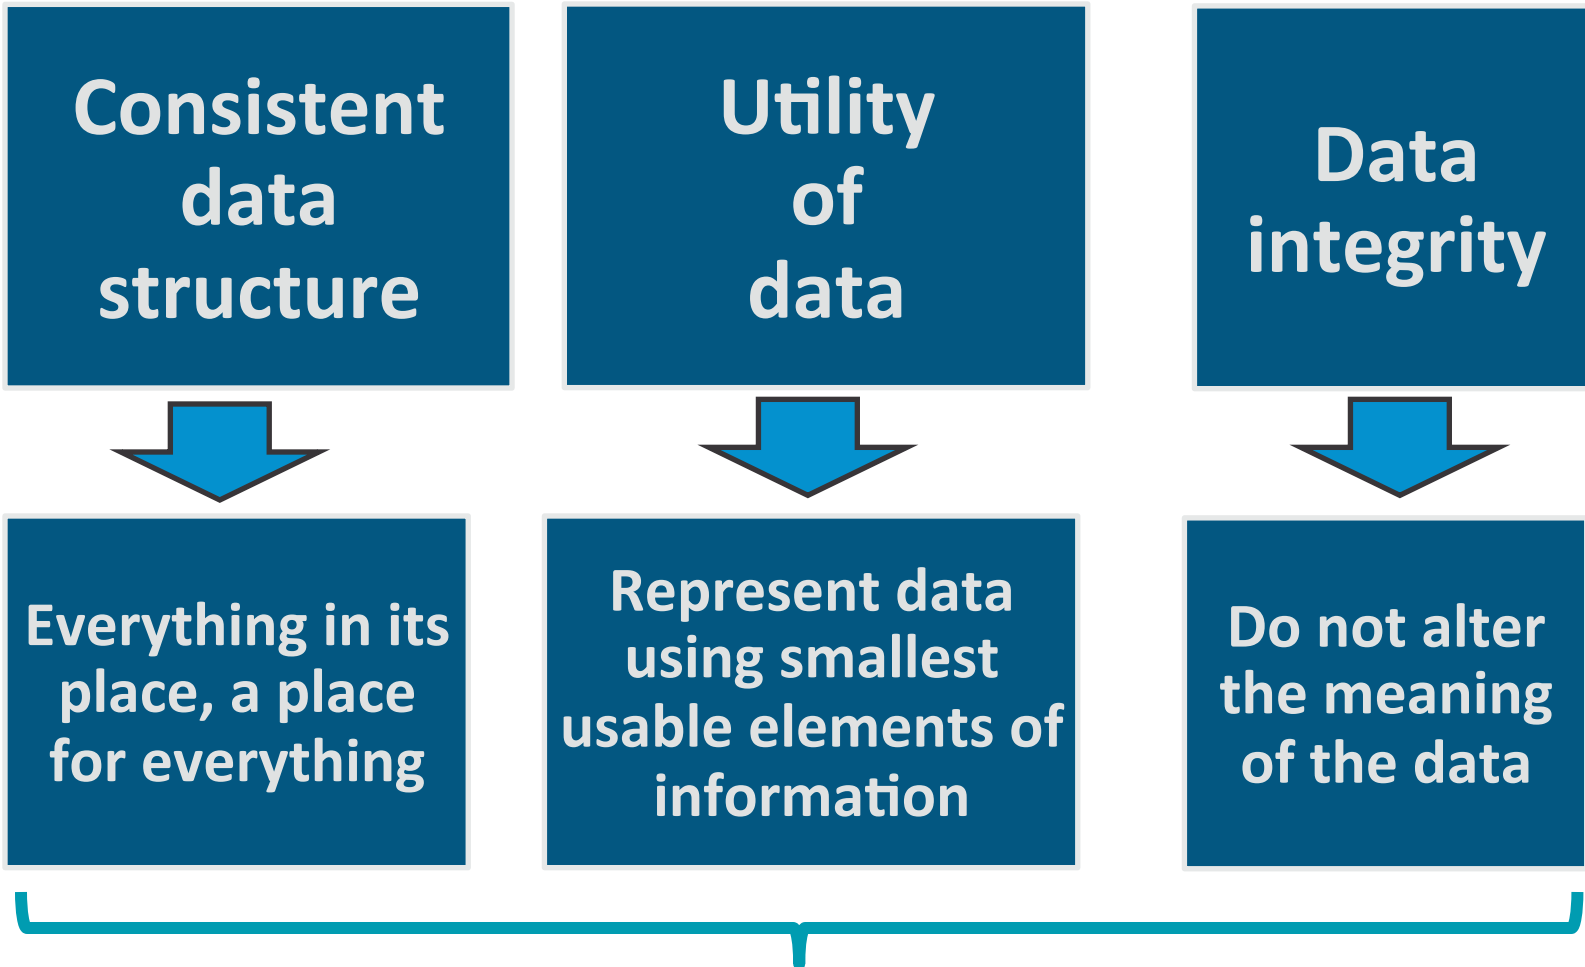 Consistent
data
structure
Utility
of
data
Data
integrity
Everything in its
place, a place
for everything
Represent data
using smallest
usable elements of
information
Do not alter
the meaning
of the data